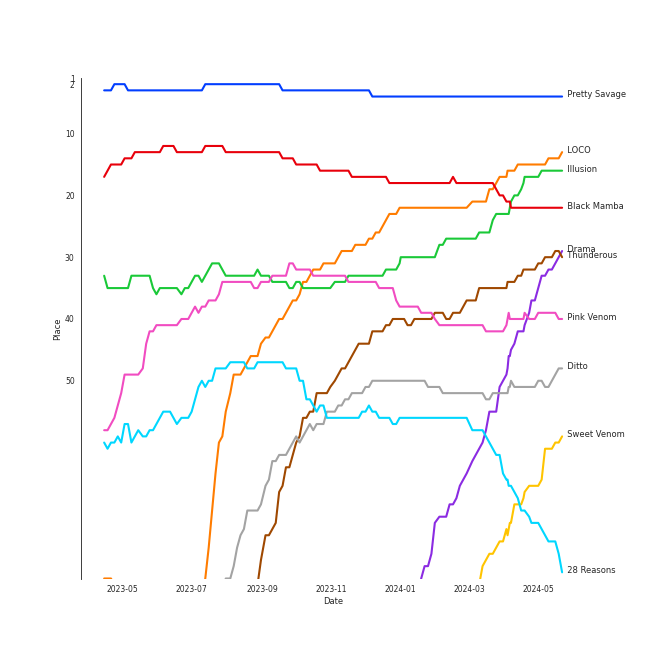 1
2
10
20
30
40
50
Place
Pretty Savage
LOCO
Illusion
Black Mamba
Drama
Thunderous
Pink Venom
Ditto
Sweet Venom
28 Reasons
2023-05
2023-07
2023-09
2023-11
2024-01
2024-03
2024-05
Date